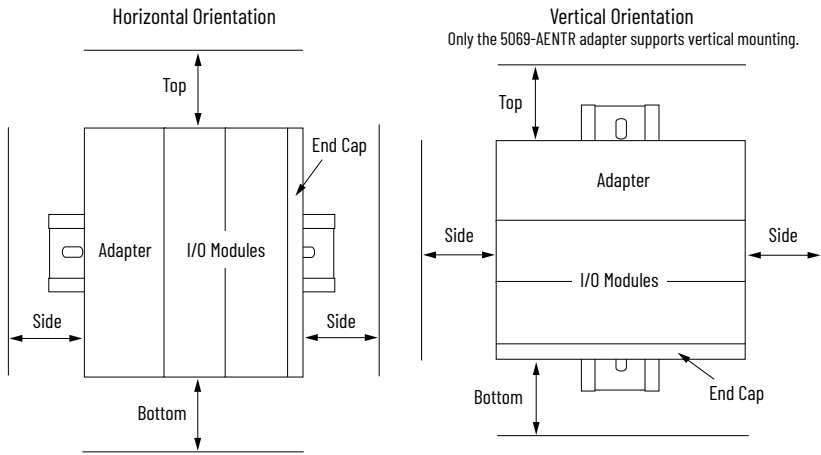 Horizontal Orientation
Top
End Cap
Adapter
I/O Modules
Side
Side
Bottom
Vertical Orientation
Only the 5069-AENTR adapter supports vertical mounting.
Top
Adapter
Side
Side
I/O Modules
Bottom
End Cap